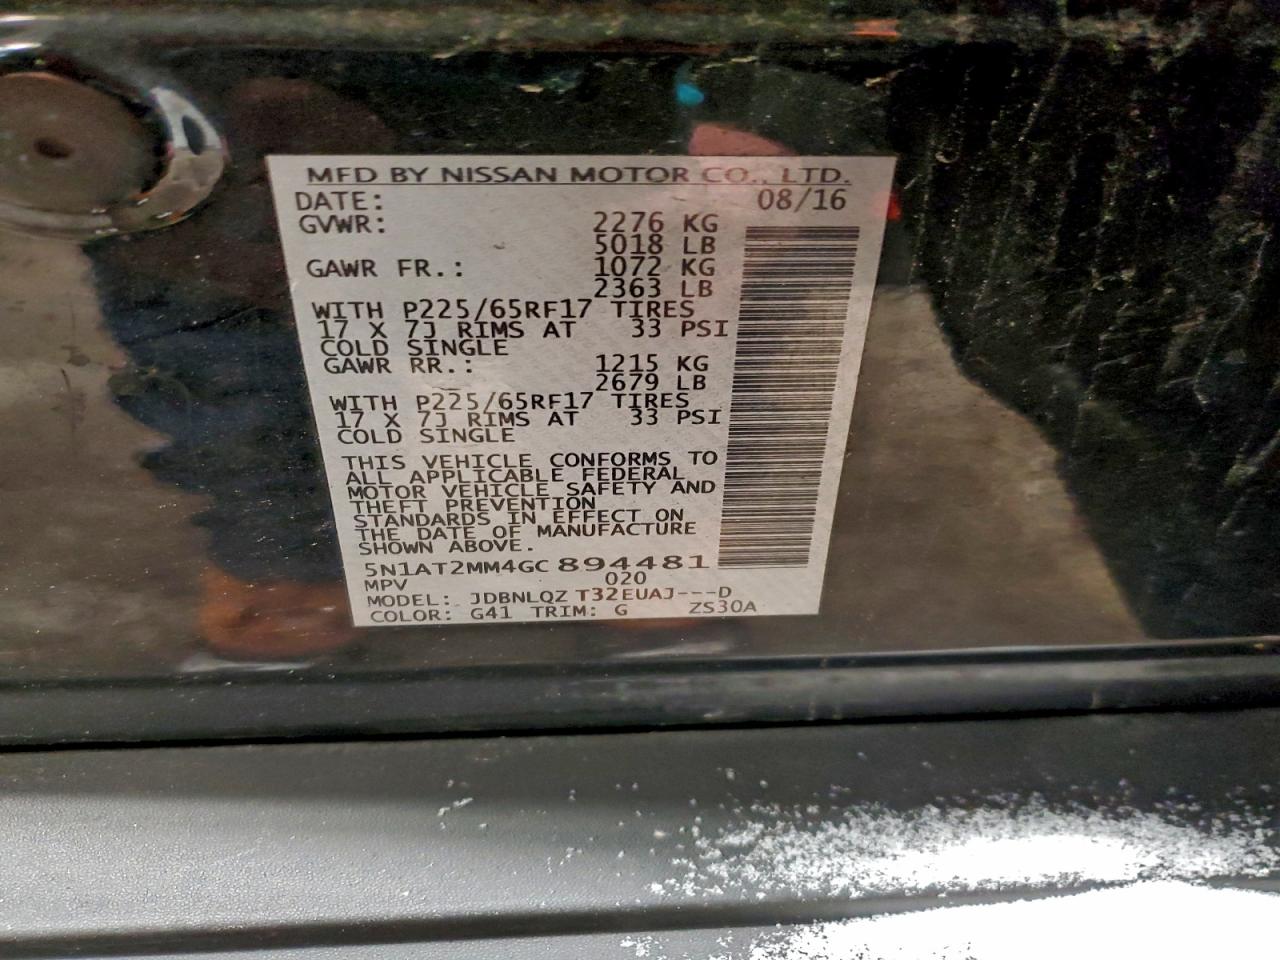 MFD BY NISSAN MOTOR CO., LTD.
DATE: 08/16
GVWR: 2276 KG
5018 LB
GAWR FR.: 1072 KG
2363 LB
WITH P225/65RF17 TIRES
17 X 7J RIMS AT 33 PSI
COLD SINGLE
GAWR RR.: 1215 KG
2679 LB
WITH P225/65RF17 TIRES
17 X 7J RIMS AT 33 PSI
COLD SINGLE
THIS VEHICLE CONFORMS TO
ALL APPLICABLE FEDERAL
MOTOR VEHICLE SAFETY AND
THEFT PREVENTION
STANDARDS IN EFFECT ON
THE DATE OF MANUFACTURE
SHOWN ABOVE.
5N1AT2MM4GC894481
MPV 020
MODEL: JDBNLQZ T32EUAJ---D
COLOR: G41 TRIM: G ZS30A